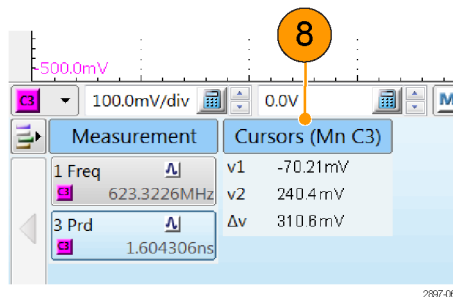 8
-500.0mV
C3 100.0mV/div 0.0V M
Measurement Cursors (Mn C3)
1 Freq
C3 623.3226MHz
3 Prd
C3 1.604306ns
v1 -70.21mV
v2 240.4mV
Δv 310.6mV